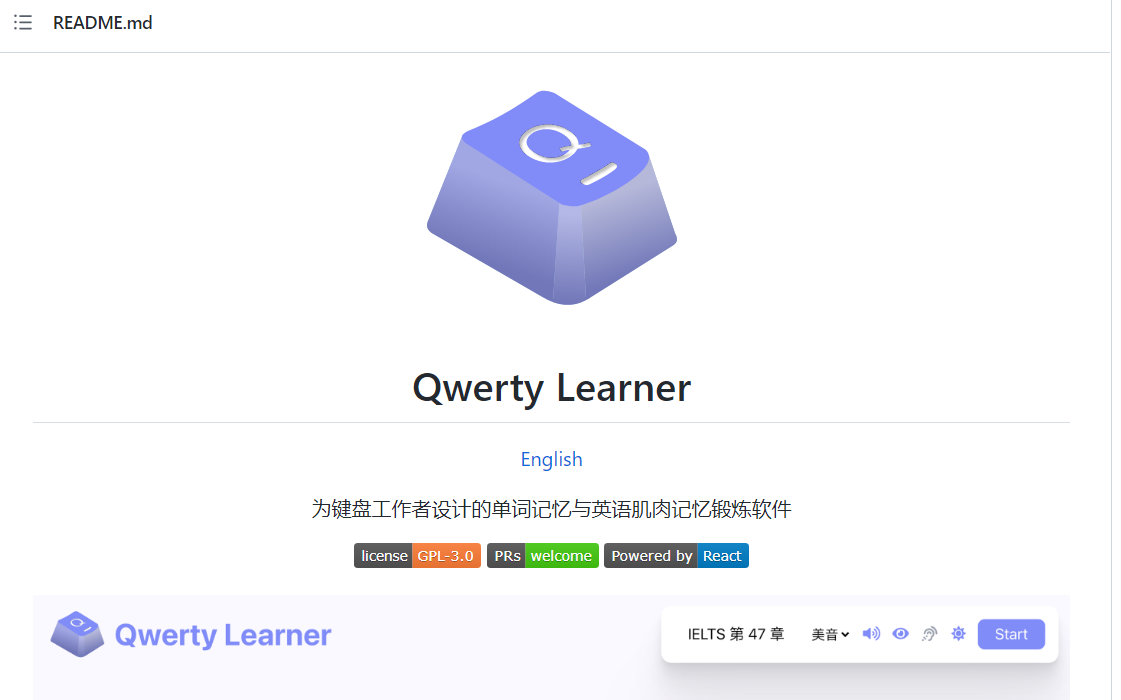 README.md
Q
Qwerty Learner
English
为键盘工作者设计的单词记忆与英语肌肉记忆锻炼软件
license GPL-3.0 PRs welcome Powered by React
Qwerty Learner IELTS 第 47 章 美音 Start